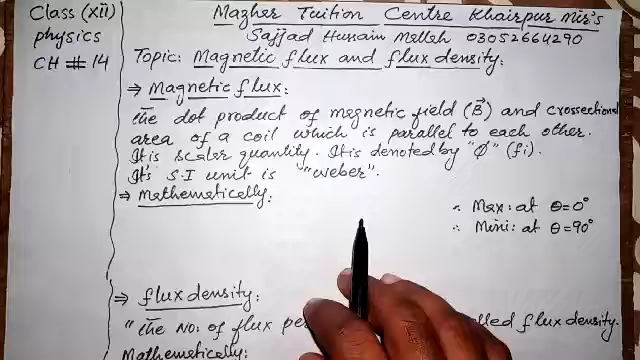 Class (XII)
physics
CH # 14
Mazher Tuition Centre Khairpur Mir's
Sajjad Hussain Melleh 03052664290
Topic: Magnetic flux and flux density.
⇒ Magnetic flux:
The dot product of megnetic field (B⃗) and crossectional
area of a coil which is parallel to each other.
It is scaler quantity. It is denoted by "Ø" (fi).
It's S.I unit is "weber".
⇒ Mathematically:
∴ Max: at θ=0°
∴ Mini: at θ=90°
⇒ flux density:
"The No: of flux pe lled flux density.
Mathematically: